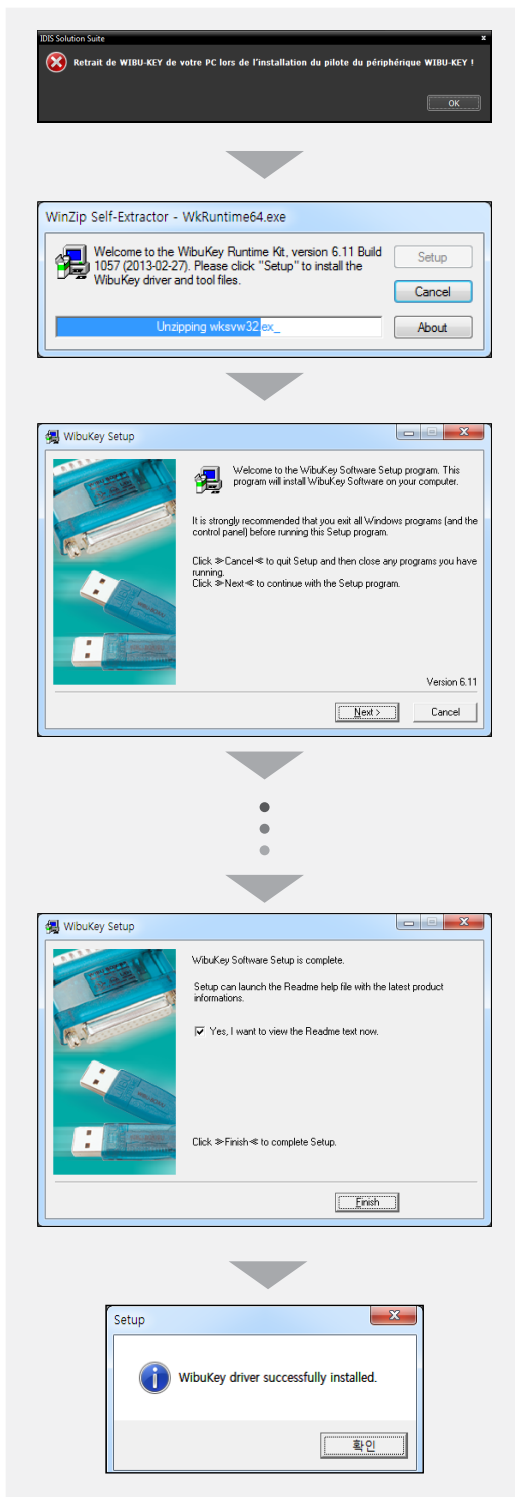 IDIS Solution Suite
x
Retrait de WIBU-KEY de votre PC lors de l'installation du pilote du périphérique WIBU-KEY !
OK
WinZip Self-Extractor - WkRuntime64.exe
Welcome to the WibuKey Runtime Kit, version 6.11 Build
1057 (2013-02-27). Please click "Setup" to install the
WibuKey driver and tool files.
Setup
Cancel
Unzipping wksvw32.ex_
About
WibuKey Setup
Welcome to the WibuKey Software Setup program. This
program will install WibuKey Software on your computer.
It is strongly recommended that you exit all Windows programs (and the
control panel) before running this Setup program.
Click ≫Cancel≪ to quit Setup and then close any programs you have
running.
Click ≫Next≪ to continue with the Setup program.
Version 6.11
Next >
Cancel
WibuKey Setup
WibuKey Software Setup is complete.
Setup can launch the Readme help file with the latest product
informations.
Yes, I want to view the Readme text now.
Click ≫Finish≪ to complete Setup.
Finish
Setup
WibuKey driver successfully installed.
확인